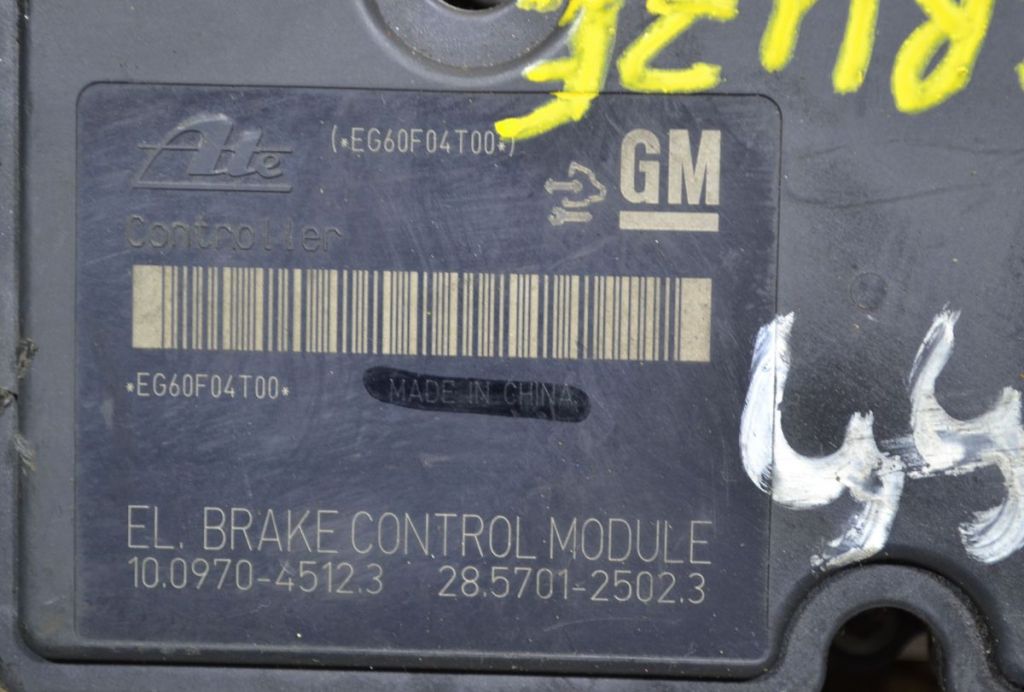 Ate (*EG60F04T00*)
GM
Controller
*EG60F04T00*
MADE IN CHINA
EL. BRAKE CONTROL MODULE
10.0970-4512.3 28.5701-2502.3
44